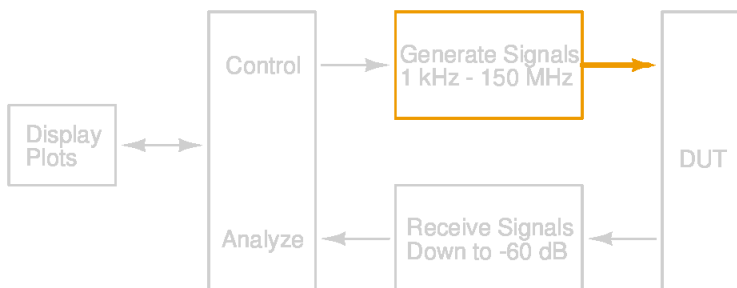 Control
Generate Signals
1 kHz - 150 MHz
Display
Plots
DUT
Analyze
Receive Signals
Down to -60 dB